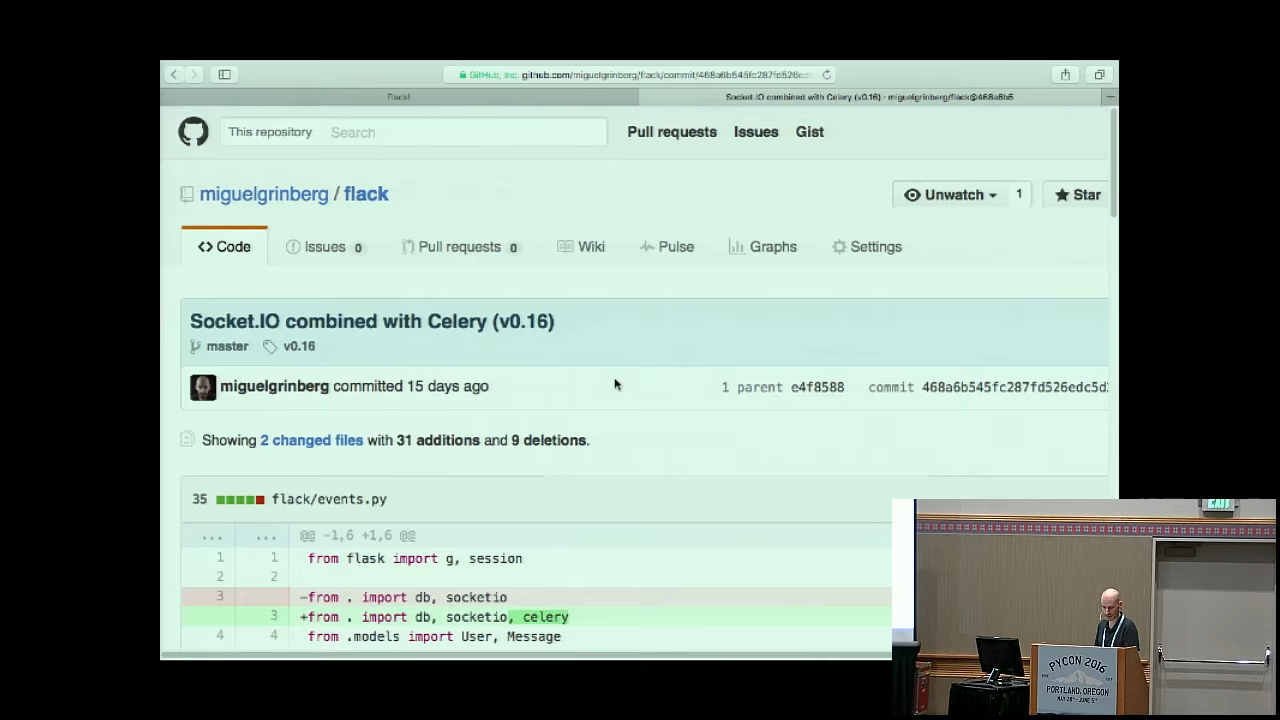 GitHub, Inc. github.com/miguelgrinberg/flack/commit/468a6b545fc287fd526edc
Flack!
Socket.IO combined with Celery (v0.16) · miguelgrinberg/flack@468a6b5
This repository Search
Pull requests Issues Gist
miguelgrinberg / flack
Unwatch 1
Star
Code Issues 0 Pull requests 0 Wiki Pulse Graphs Settings
Socket.IO combined with Celery (v0.16)
master v0.16
miguelgrinberg committed 15 days ago
1 parent e4f8588 commit 468a6b545fc287fd526edc5d
Showing 2 changed files with 31 additions and 9 deletions.
35 flack/events.py
... ... @@ -1,6 +1,6 @@
1 1 from flask import g, session
2 2
3 -from . import db, socketio
3 +from . import db, socketio, celery
4 4 from .models import User, Message
PYCON 2016
PORTLAND, OREGON
MAY 28TH - JUNE 5TH